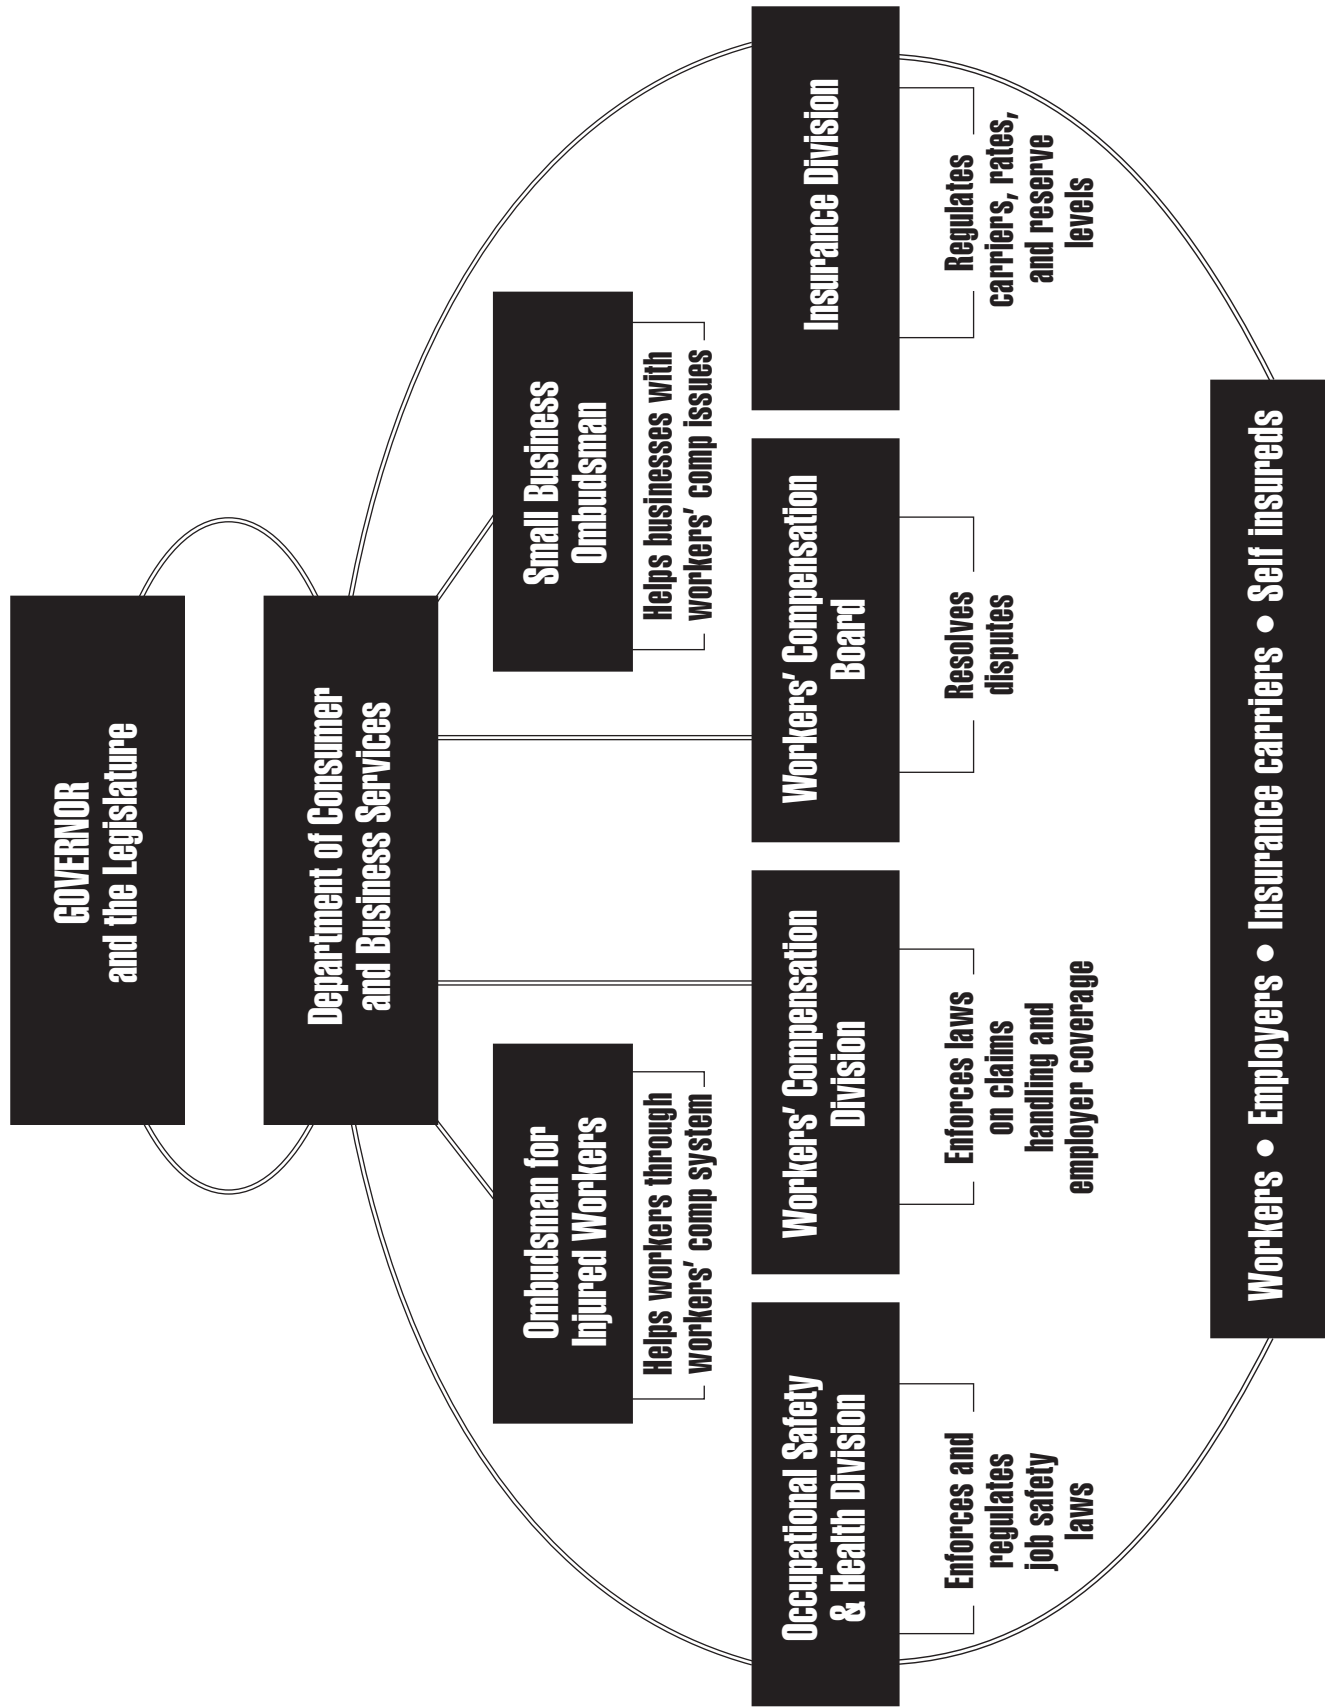 GOVERNOR
and the Legislature
Department of Consumer
and Business Services
Ombudsman for
Injured Workers
Helps workers through
workers’ comp system
Small Business
Ombudsman
Helps businesses with
workers’ comp issues
Occupational Safety
& Health Division
Enforces and
regulates
job safety
laws
Workers’ Compensation
Division
Enforces laws
on claims
handling and
employer coverage
Workers’ Compensation
Board
Resolves
disputes
Insurance Division
Regulates
carriers, rates,
and reserve
levels
Workers • Employers • Insurance carriers • Self insureds